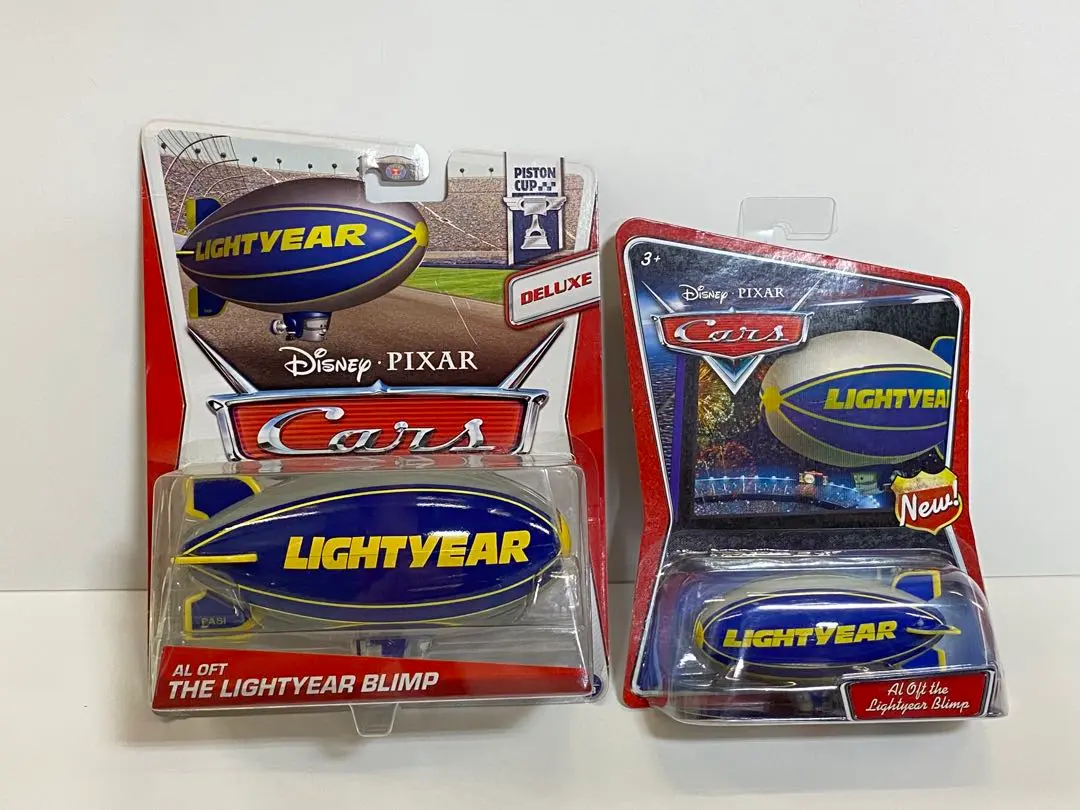 LIGHTYEAR
PISTON
CUP
DELUXE
DISNEY · PIXAR
Cars
LIGHTYEAR
AL OFT
THE LIGHTYEAR BLIMP
3+
DISNEY · PIXAR
Cars
LIGHTYEA
New!
LIGHTYEAR
Al Oft the
Lightyear Blimp